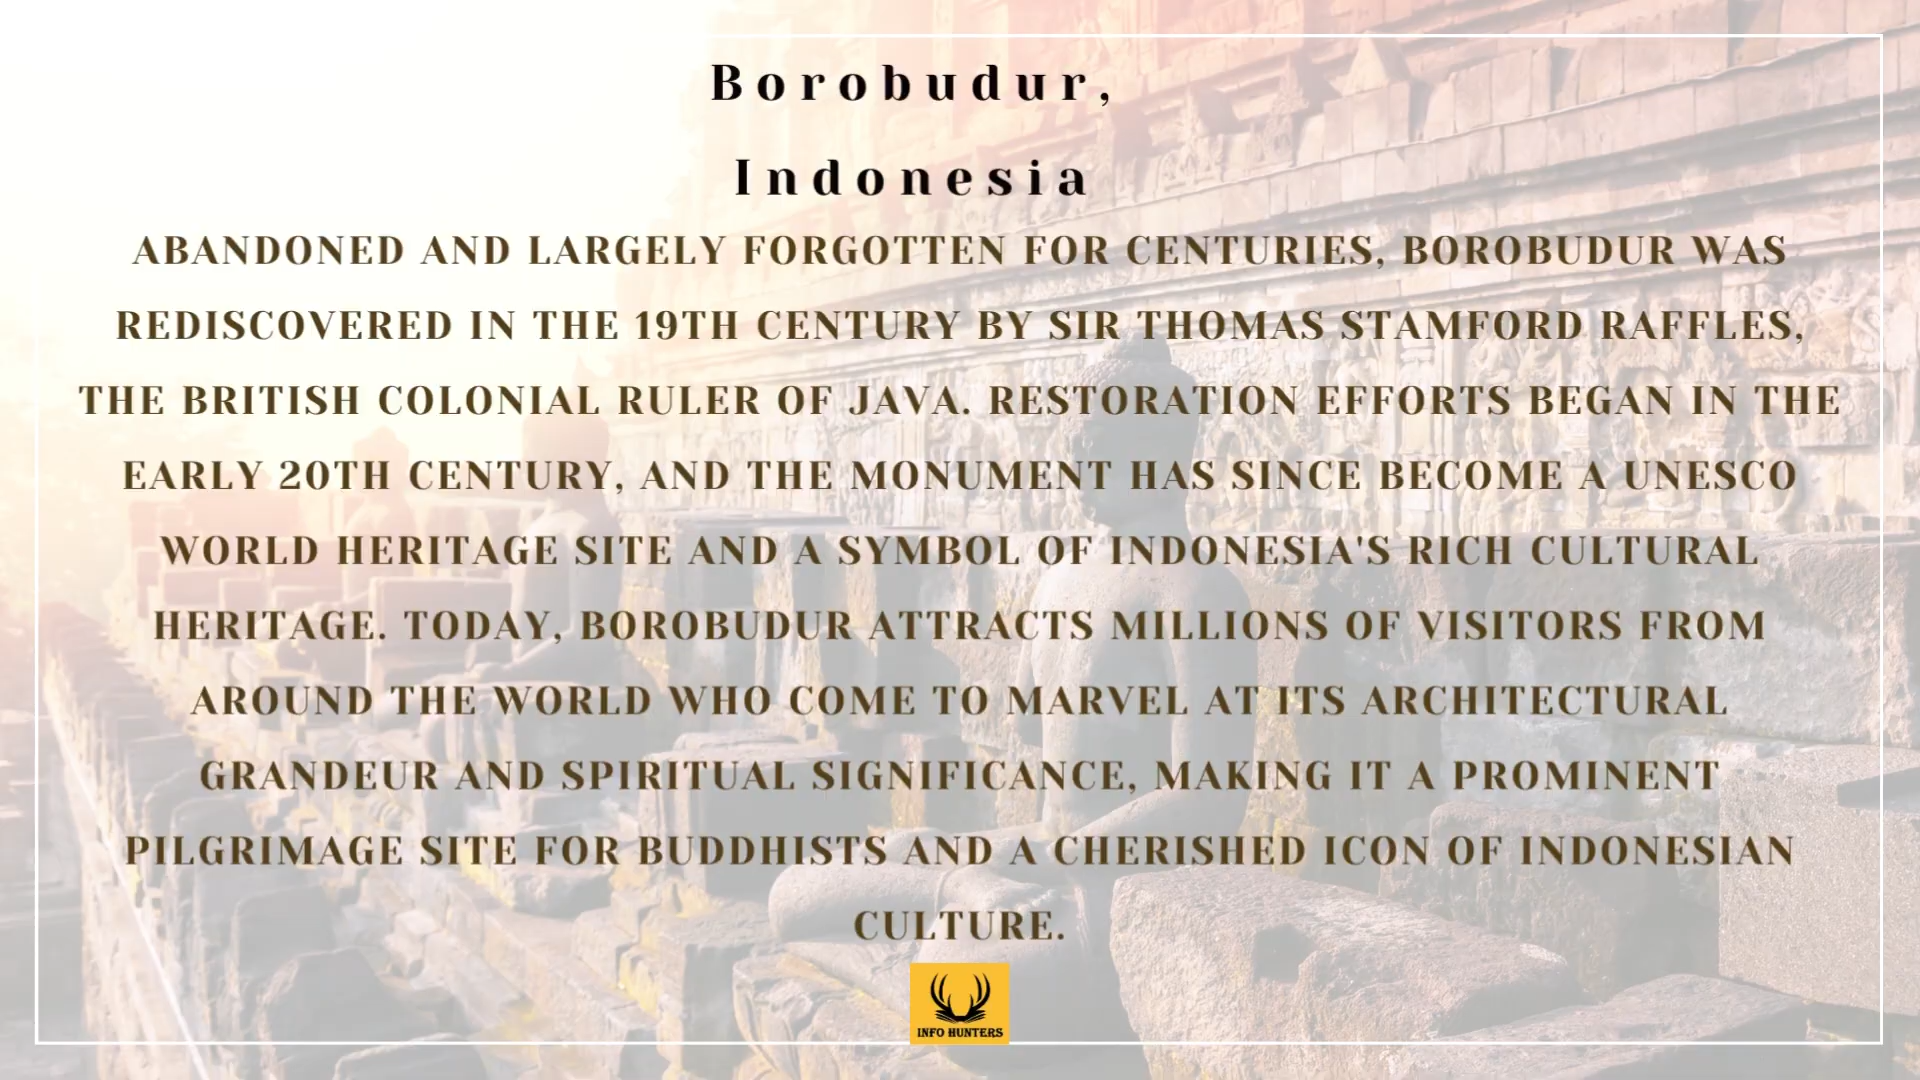 Borobudur,
Indonesia
ABANDONED AND LARGELY FORGOTTEN FOR CENTURIES, BOROBUDUR WAS
REDISCOVERED IN THE 19TH CENTURY BY SIR THOMAS STAMFORD RAFFLES,
THE BRITISH COLONIAL RULER OF JAVA. RESTORATION EFFORTS BEGAN IN THE
EARLY 20TH CENTURY, AND THE MONUMENT HAS SINCE BECOME A UNESCO
WORLD HERITAGE SITE AND A SYMBOL OF INDONESIA'S RICH CULTURAL
HERITAGE. TODAY, BOROBUDUR ATTRACTS MILLIONS OF VISITORS FROM
AROUND THE WORLD WHO COME TO MARVEL AT ITS ARCHITECTURAL
GRANDEUR AND SPIRITUAL SIGNIFICANCE, MAKING IT A PROMINENT
PILGRIMAGE SITE FOR BUDDHISTS AND A CHERISHED ICON OF INDONESIAN
CULTURE.
INFO HUNTERS